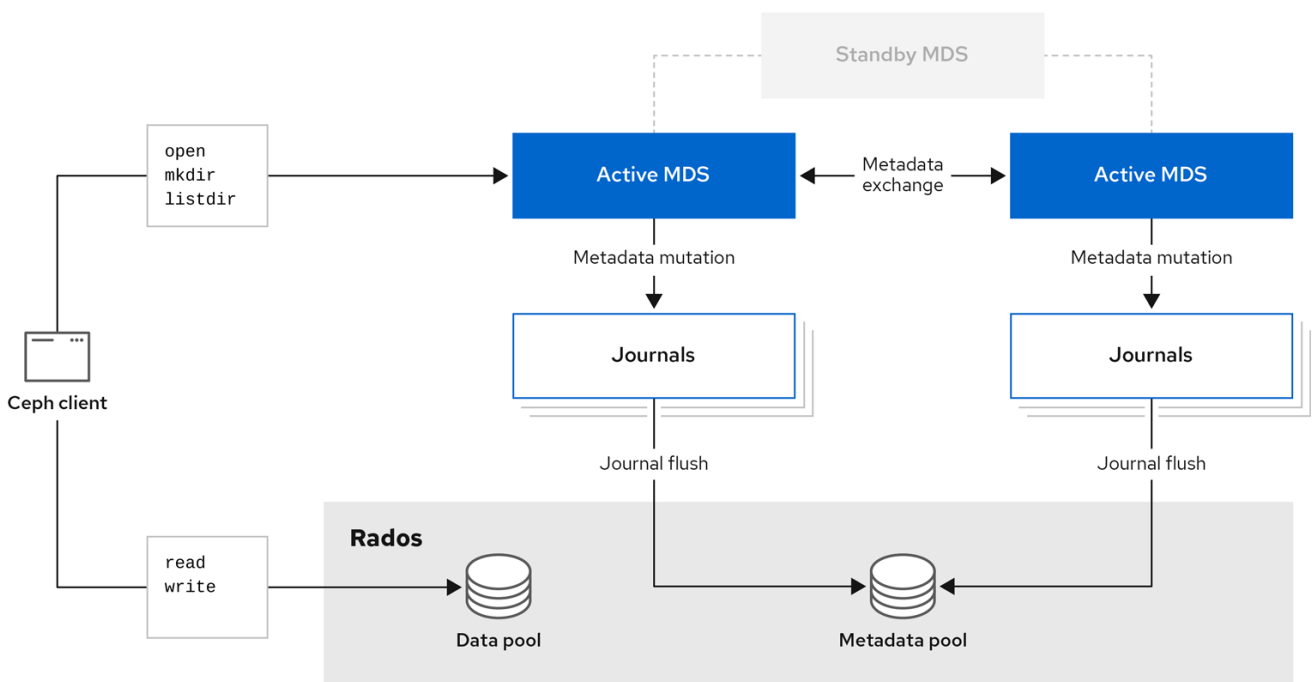 Standby MDS
open
mkdir
listdir
Active MDS
Metadata
exchange
Active MDS
Metadata mutation
Metadata mutation
Journals
Journals
Ceph client
Journal flush
Journal flush
Rados
read
write
Data pool
Metadata pool